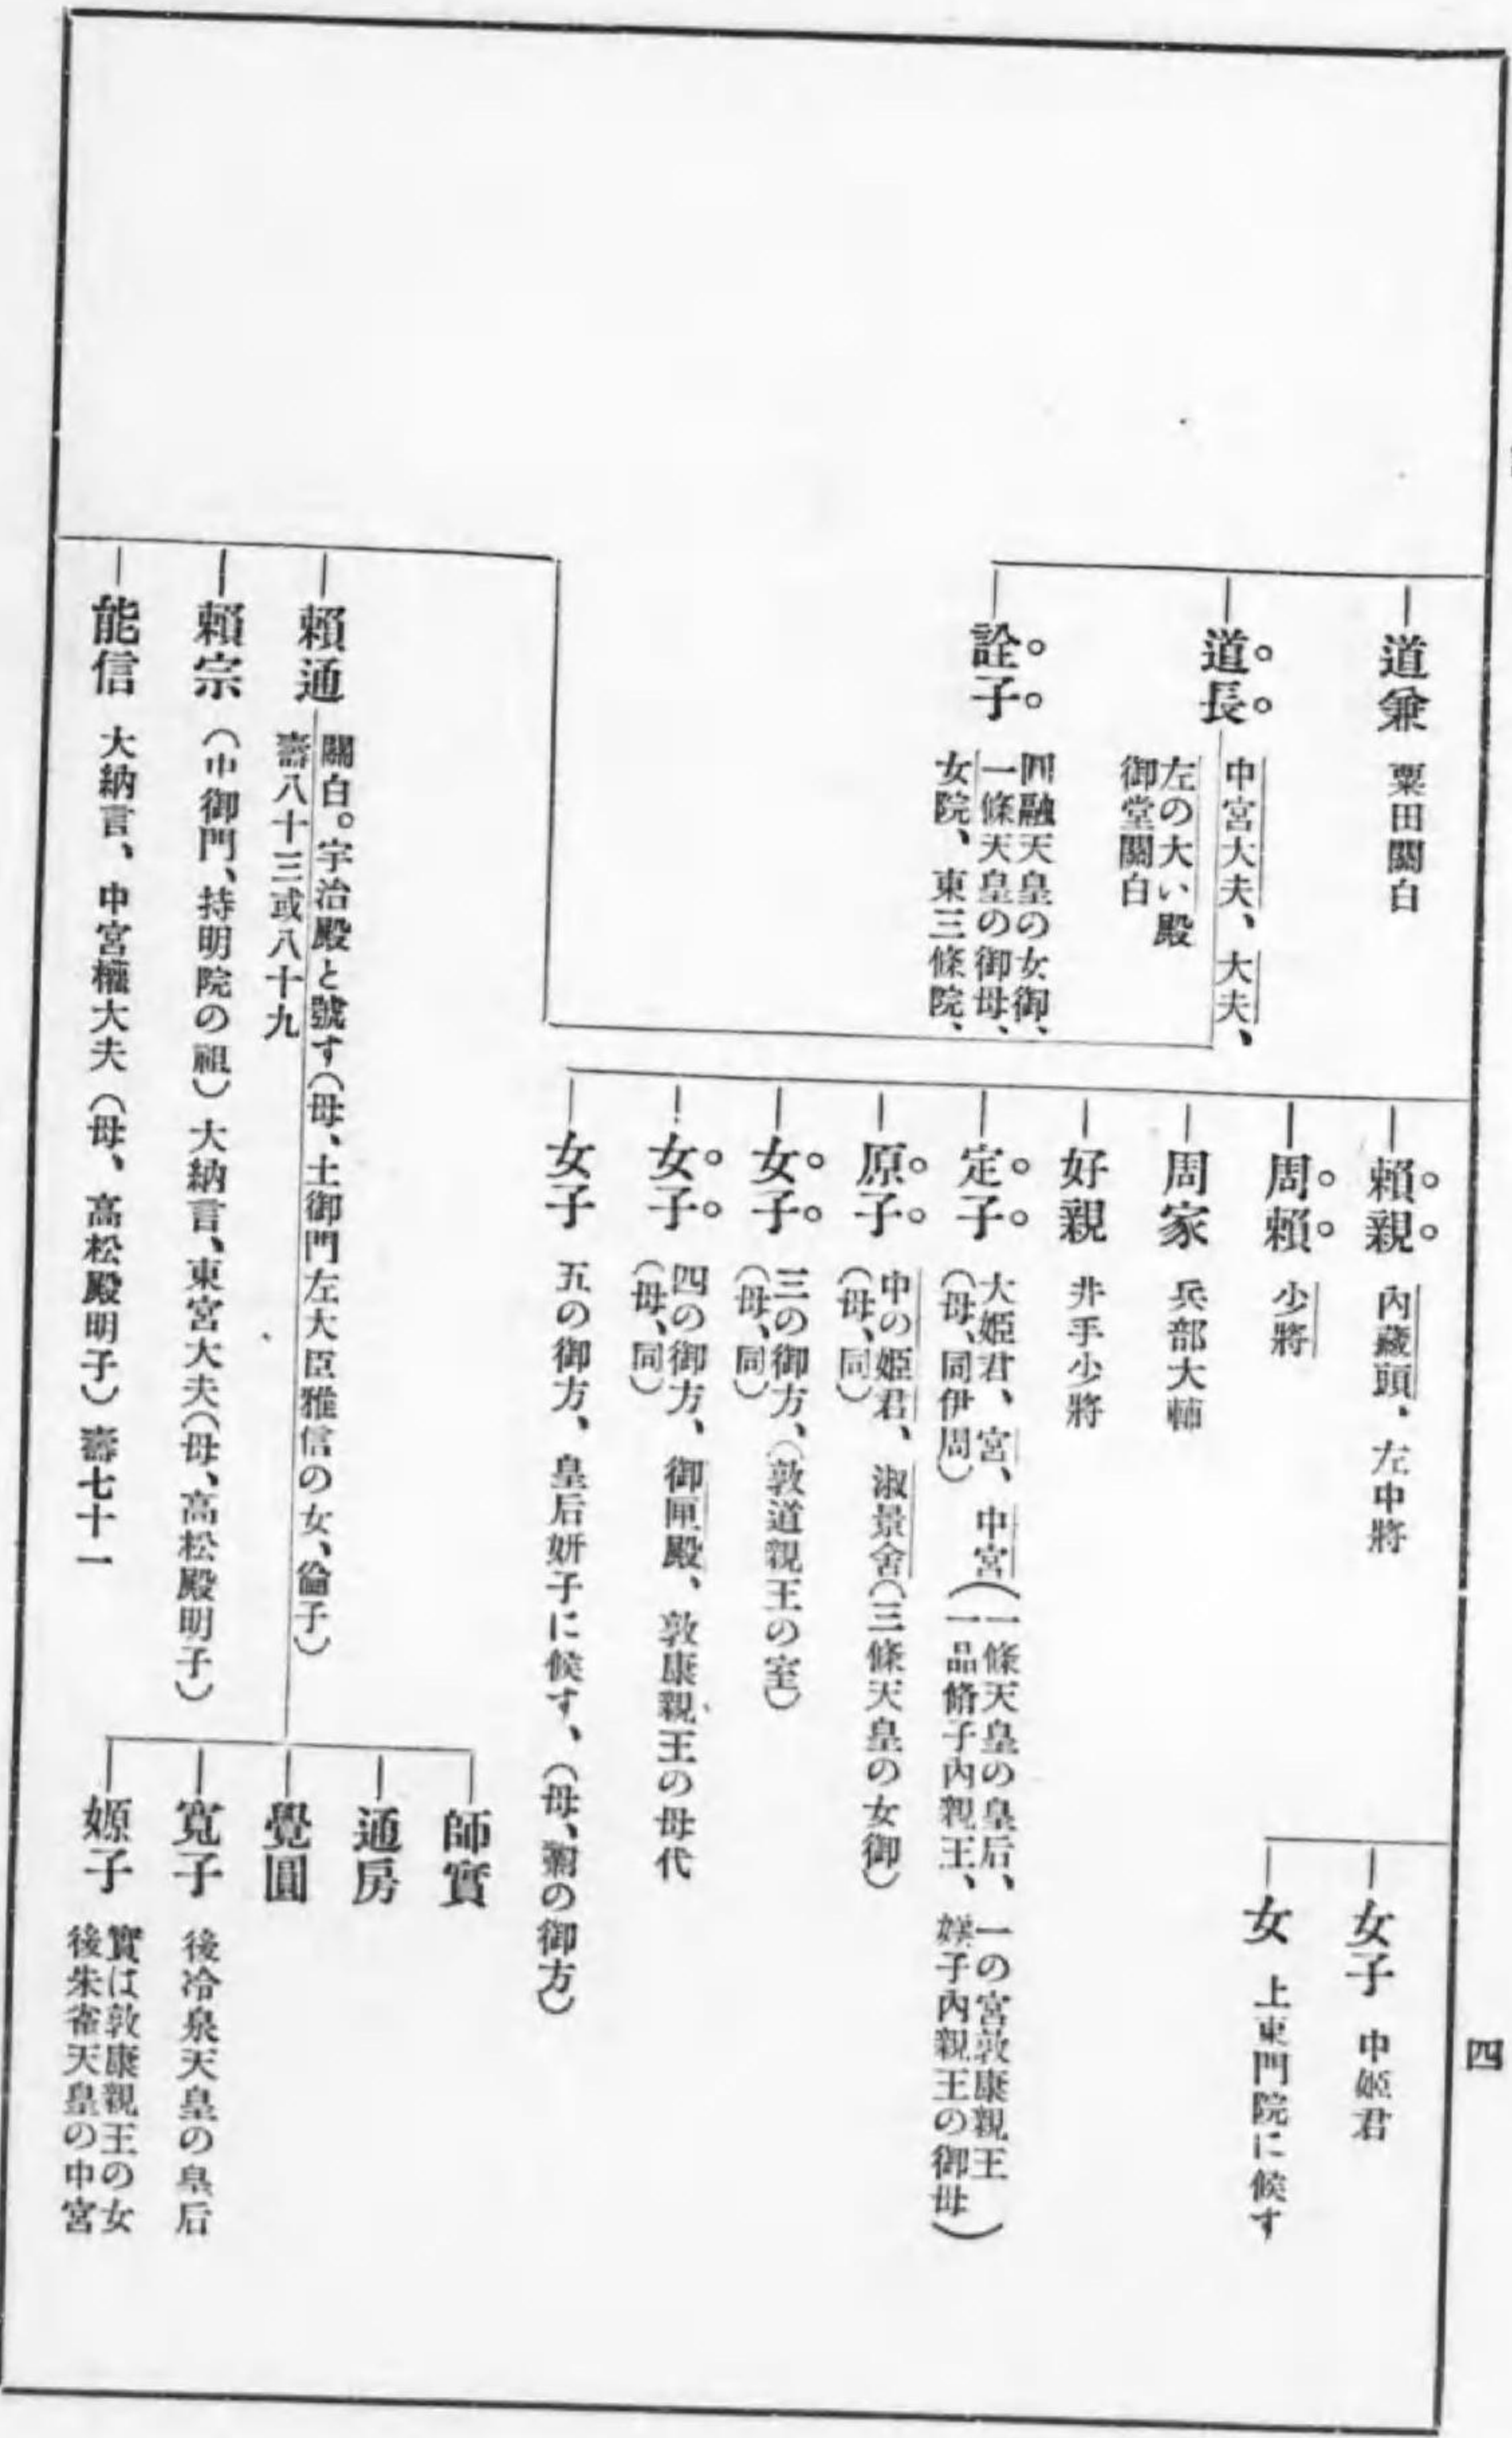 四
道兼 粟田關白
道長 中宮大夫、大夫、
左の大い殿
御堂關白
詮子 四融天皇の女御、
一條天皇の御母、
女院、東三條院、
女子 中姬君
女 上東門院に候す
賴親 內藏頭、左中將
周賴 少將
周家 兵部大輔
好親 井手少將
定子 大姬君、宮、中宮(一條天皇の皇后、一の宮敦康親王
一品脩子內親王、媄子內親王の御母)
(母、同伊周)
原子 中の姬君、淑景舍(三條天皇の女御)
(母、同)
女子 三の御方、(敦道親王の室)
(母、同)
女子 四の御方、御匣殿、敦康親王の母代
(母、同)
女子 五の御方、皇后姸子に候す、(母、the御方)
賴通 關白。宇治殿と號す(母、土御門左大臣雅信の女、倫子)
壽八十三或八十九
賴宗 (中御門、持明院の祖)大納言、東宮大夫(母、高松殿明子)
能信 大納言、中宮權大夫(母、高松殿明子)壽七十一
師實
通房
覺圓
寬子 後冷泉天皇の皇后
嫄子 實は敦康親王の女
後朱雀天皇の中宮